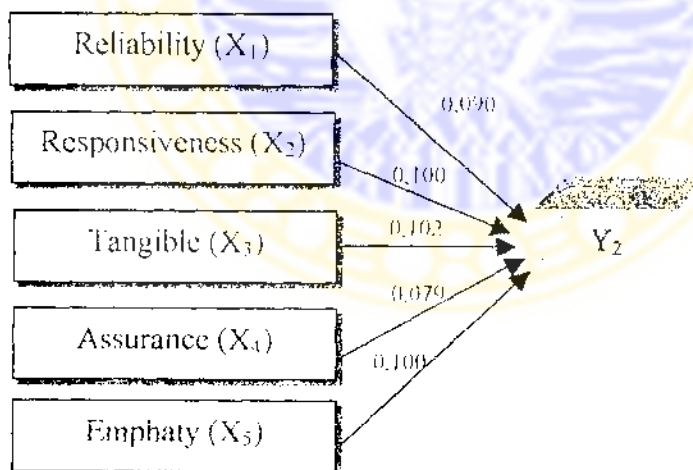 Reliability (X₁)
0,090
Responsiveness (X₂)
0,100
Tangible (X₃)
0,102
Y₂
0,079
Assurance (X₄)
0,100
Emphaty (X₅)